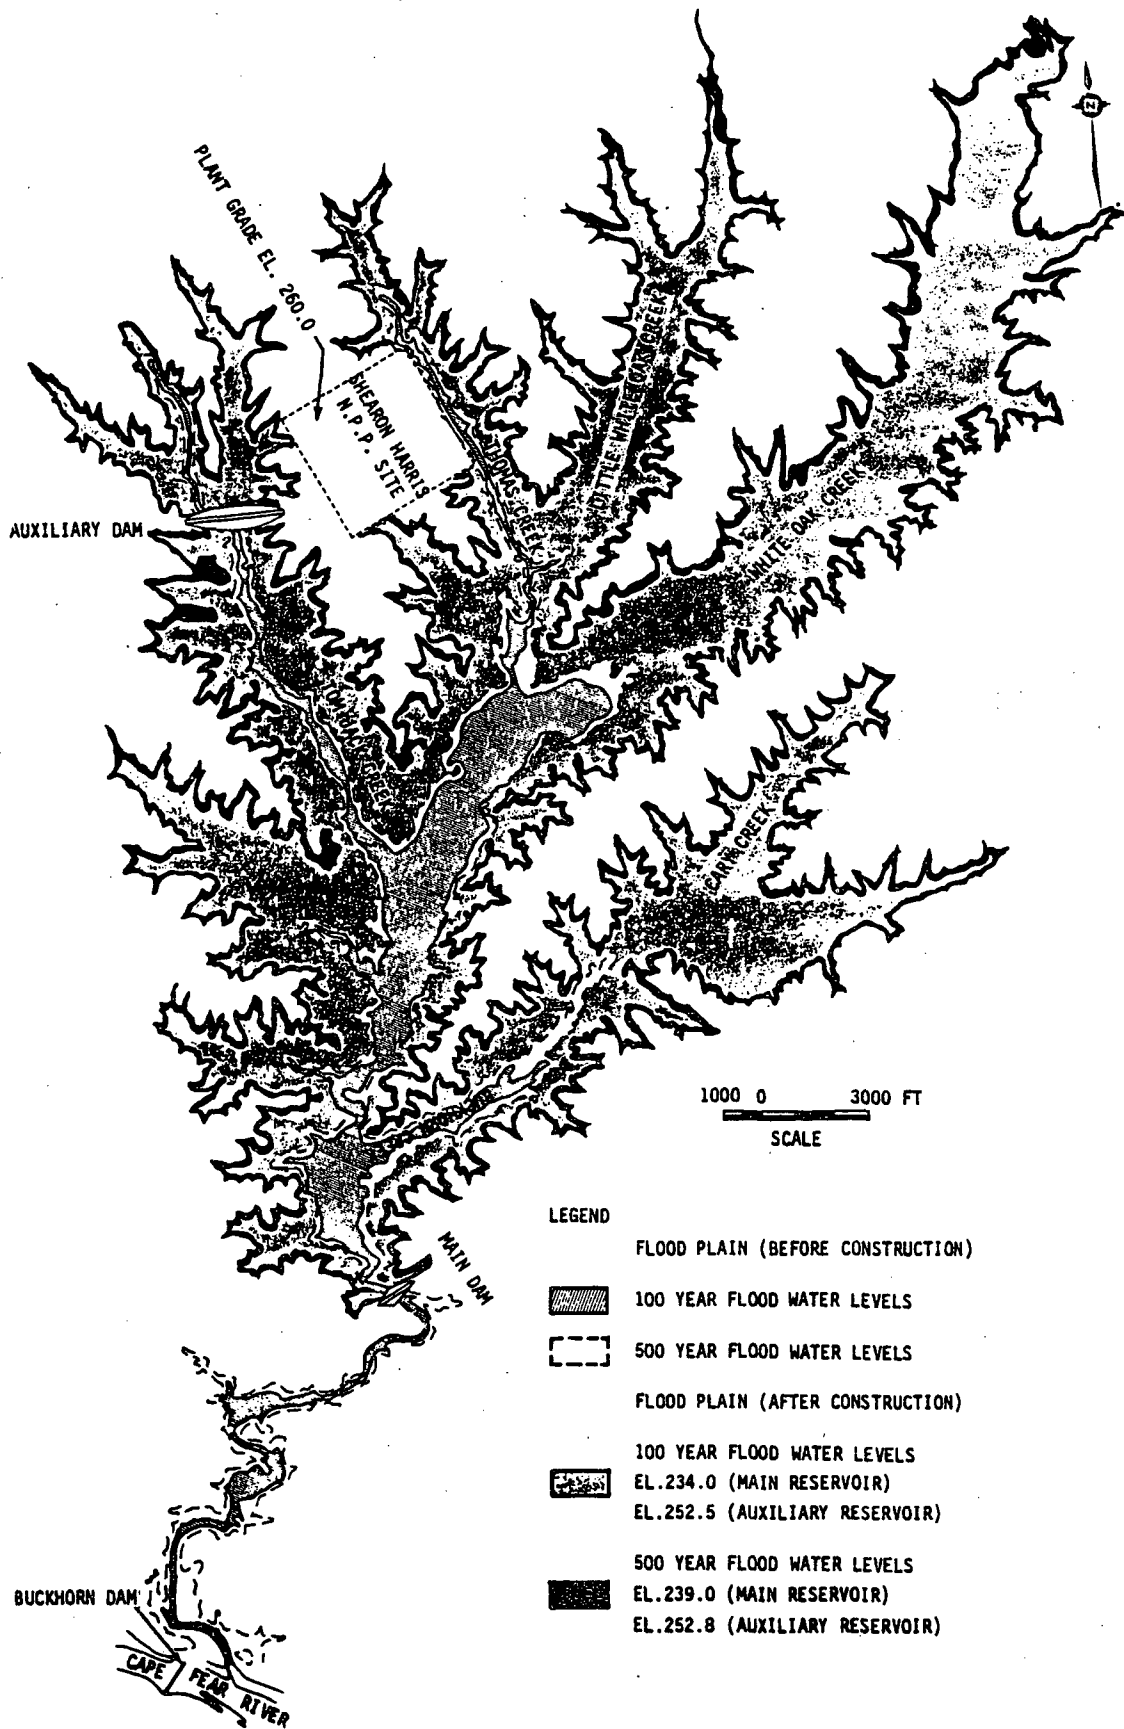 N
PLANT GRADE EL. 260.0
SHEARON HARRIS
N.P.P. SITE
THOMAS CREEK
LITTLE WHITE OAK CREEK
WHITE OAK CREEK
AUXILIARY DAM
CREEK
CARY CREEK
1000 0 3000 FT
SCALE
MAIN DAM
LEGEND
FLOOD PLAIN (BEFORE CONSTRUCTION)
100 YEAR FLOOD WATER LEVELS
500 YEAR FLOOD WATER LEVELS
FLOOD PLAIN (AFTER CONSTRUCTION)
100 YEAR FLOOD WATER LEVELS
EL.234.0 (MAIN RESERVOIR)
EL.252.5 (AUXILIARY RESERVOIR)
500 YEAR FLOOD WATER LEVELS
EL.239.0 (MAIN RESERVOIR)
EL.252.8 (AUXILIARY RESERVOIR)
BUCKHORN DAM
CAPE FEAR RIVER